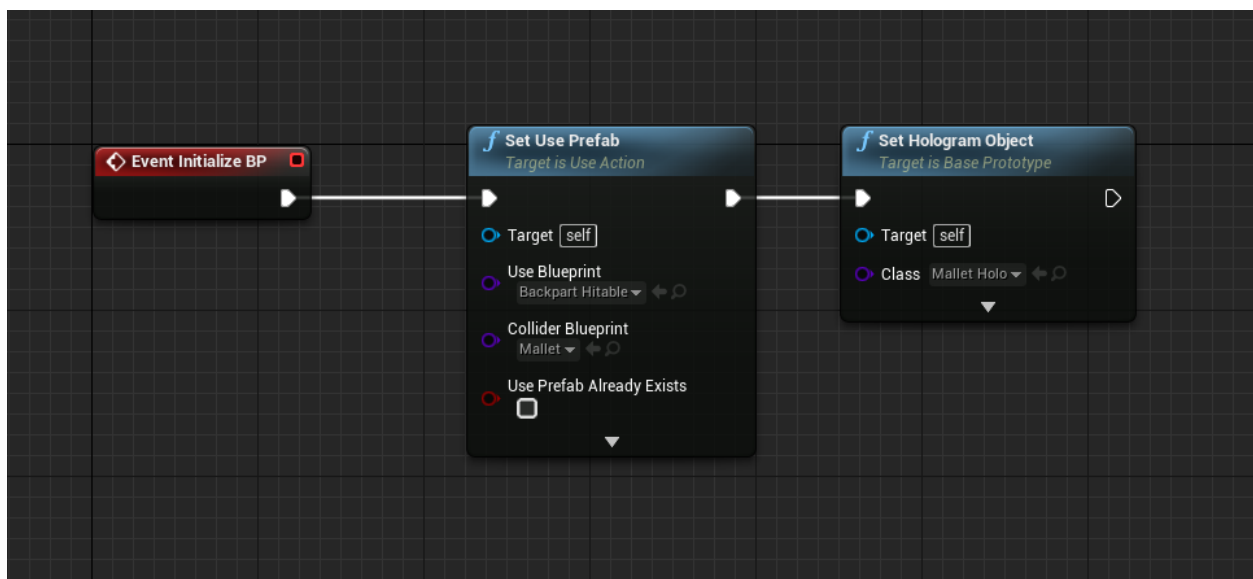 Event Initialize BP
f Set Use Prefab
Target is Use Action
Target self
Use Blueprint
Backpart Hitable
Collider Blueprint
Mallet
Use Prefab Already Exists
f Set Hologram Object
Target is Base Prototype
Target self
Class Mallet Holo